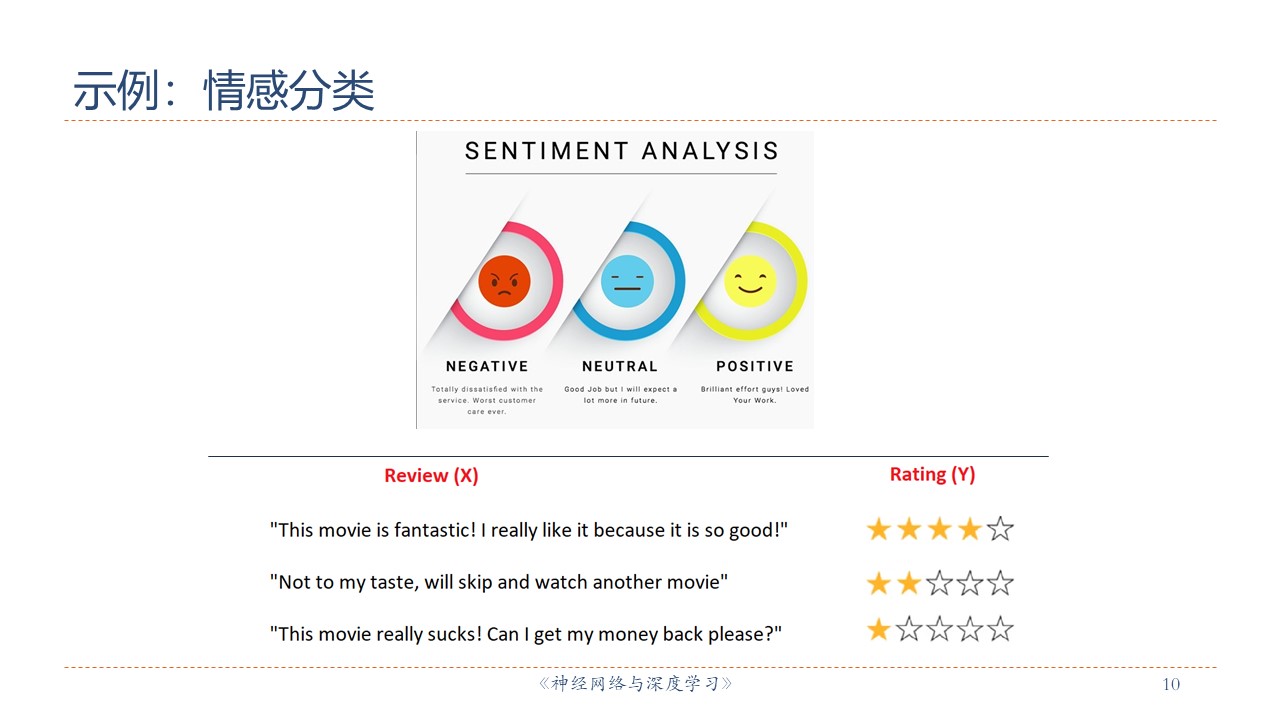 示例：情感分类
SENTIMENT ANALYSIS
NEGATIVE
Totally dissatisfied with the
service. Worst customer
care ever.
NEUTRAL
Good Job but I will expect a
lot more in future.
POSITIVE
Brilliant effort guys! Loved
Your Work.
Review (X) Rating (Y)
"This movie is fantastic! I really like it because it is so good!"
"Not to my taste, will skip and watch another movie"
"This movie really sucks! Can I get my money back please?"
《神经网络与深度学习》 10